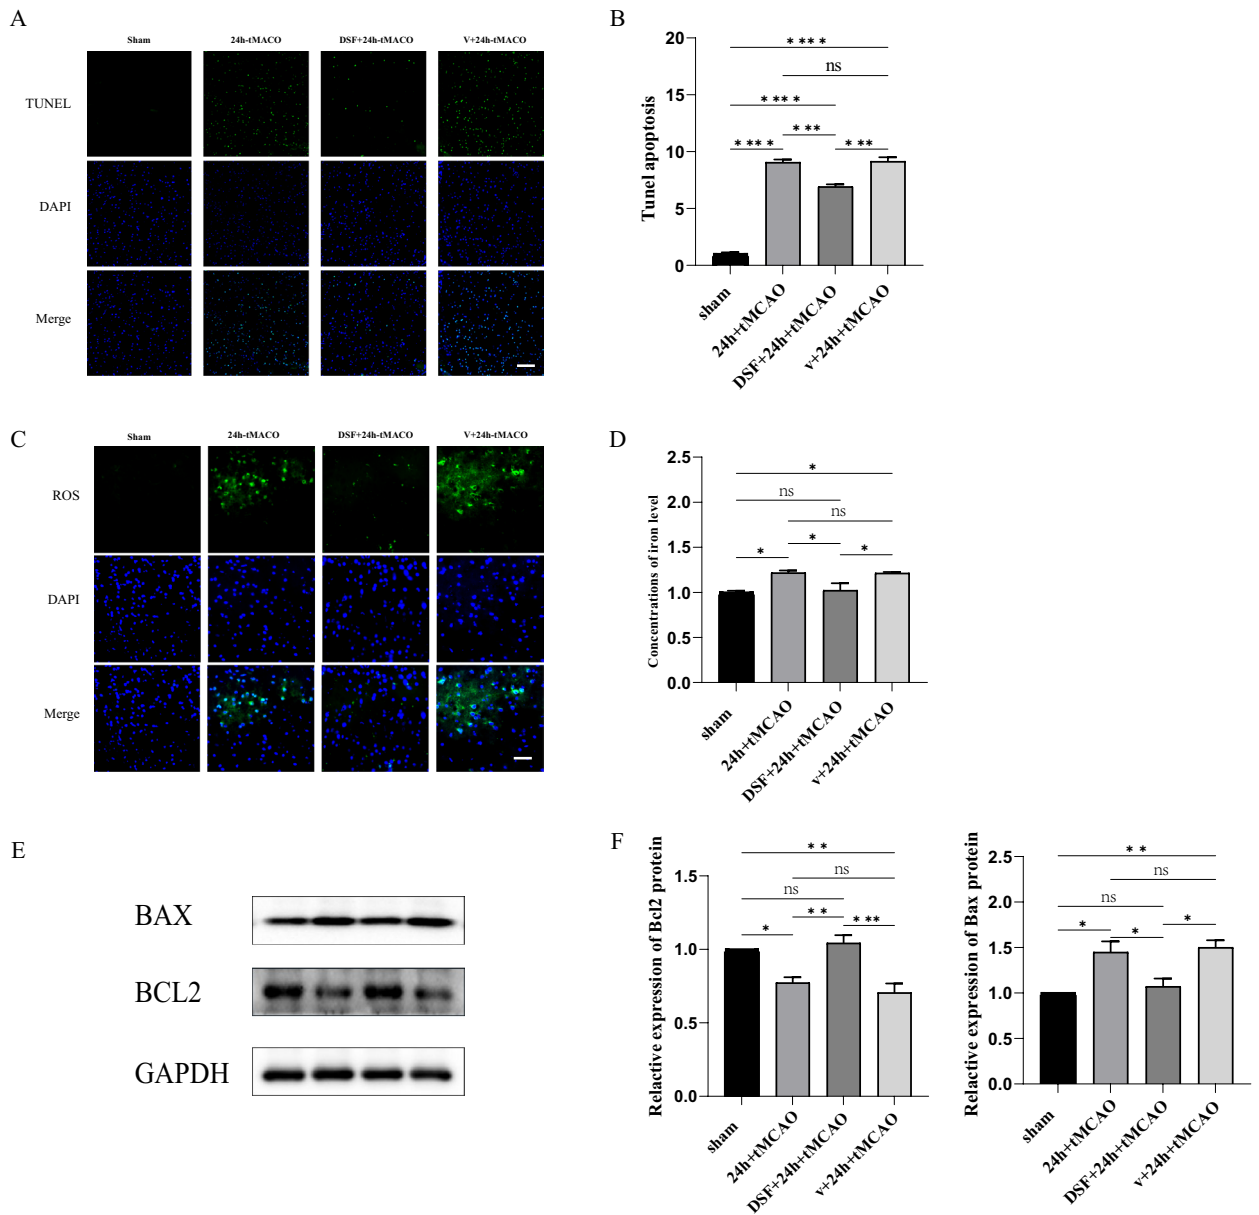 A
Sham
24h-tMACO
DSF+24h-tMACO
V+24h-tMACO
TUNEL
DAPI
Merge
B
Tunel apoptosis
20
15
10
5
0
****
ns
****
***
****
***
sham
24h+tMCAO
DSF+24h+tMCAO
v+24h+tMCAO
C
Sham
24h-tMACO
DSF+24h-tMACO
V+24h-tMACO
ROS
DAPI
Merge
D
Concentrations of iron level
2.5
2.0
1.5
1.0
0.5
0.0
*
ns
ns
*
*
*
sham
24h+tMCAO
DSF+24h+tMCAO
v+24h+tMCAO
E
BAX
BCL2
GAPDH
F
Relactive expression of Bcl2 protein
1.5
1.0
0.5
0.0
**
ns
ns
*
**
***
sham
24h+tMCAO
DSF+24h+tMCAO
v+24h+tMCAO
Relactive expression of Bax protein
2.5
2.0
1.5
1.0
0.5
0.0
**
ns
ns
*
*
*
sham
24h+tMCAO
DSF+24h+tMCAO
v+24h+tMCAO